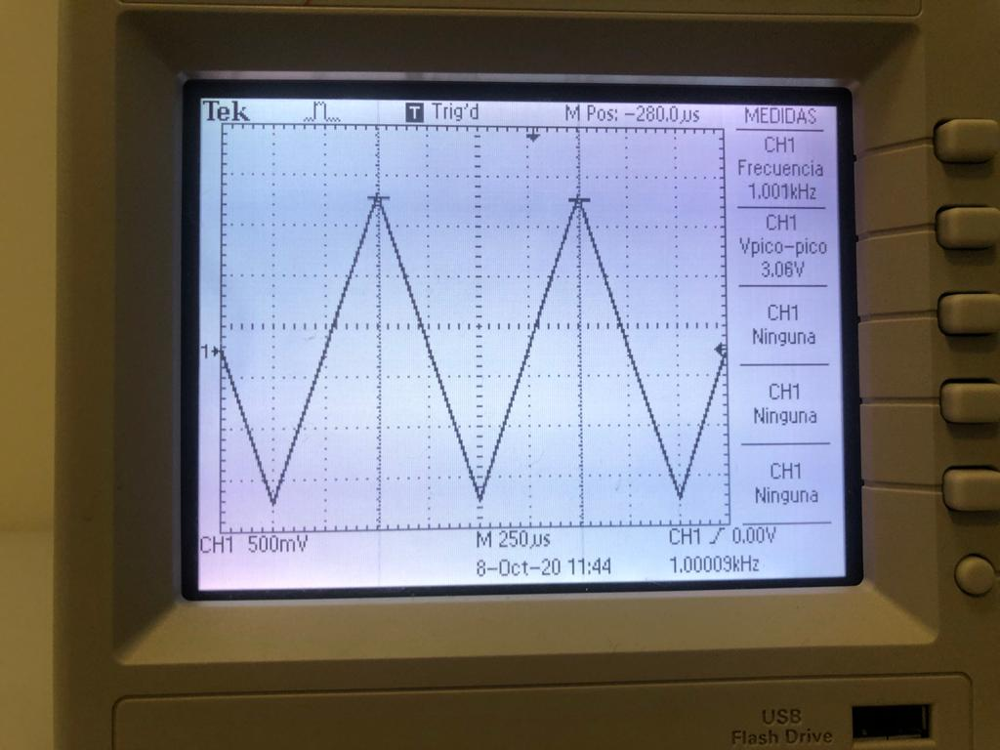 Tek
T Trig'd
M Pos: -280.0µs
MEDIDAS
CH1
Frecuencia
1.001kHz
CH1
Vpico-pico
3.06V
CH1
Ninguna
CH1
Ninguna
CH1
Ninguna
1
CH1 500mV
M 250µs
CH1 0.00V
8-Oct-20 11:44
1.00009kHz
USB
Flash Drive